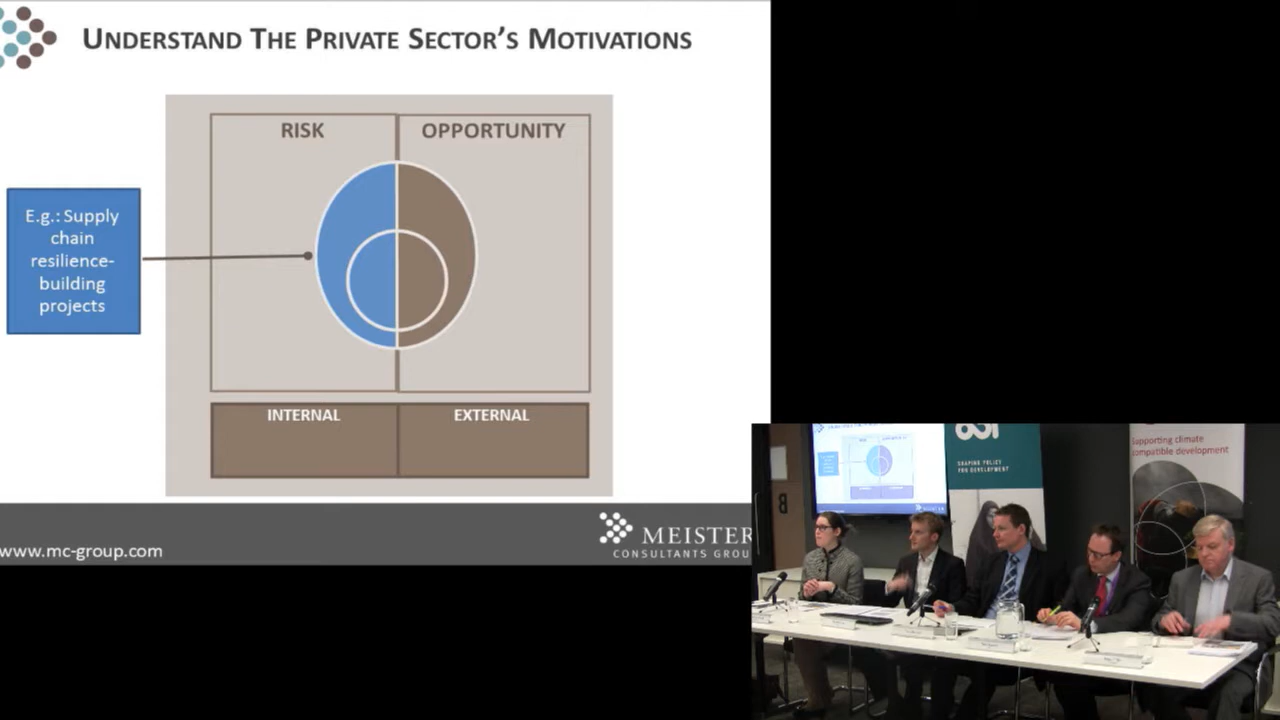 UNDERSTAND THE PRIVATE SECTOR'S MOTIVATIONS
RISK
OPPORTUNITY
E.g.: Supply
chain
resilience-
building
projects
INTERNAL
EXTERNAL
www.mc-group.com
MEISTER
CONSULTANTS GROU
SHAPING POLICY
FOR DEVELOPMENT
Supporting climate
compatible development